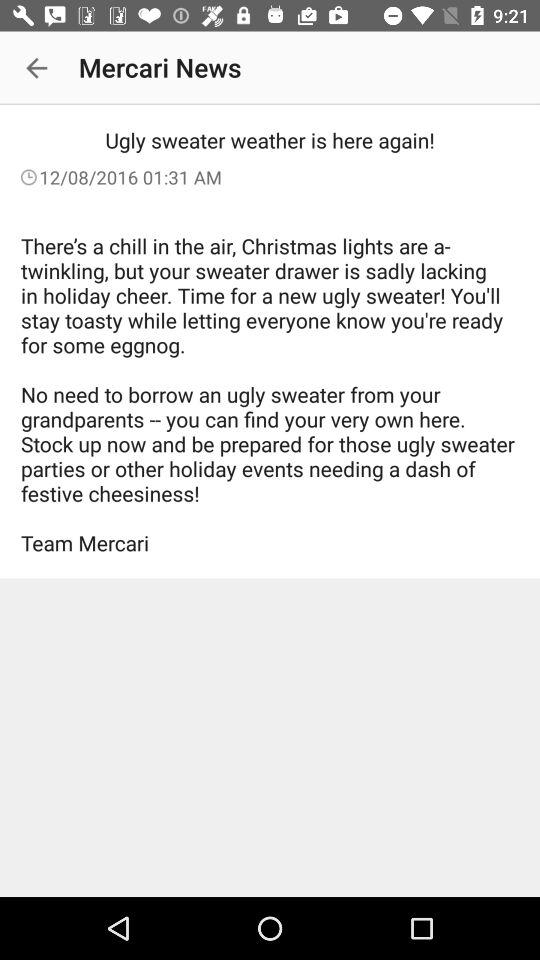 FAKE
9:21
Mercari News
Ugly sweater weather is here again!
12/08/2016 01:31 AM
There’s a chill in the air, Christmas lights are a-
twinkling, but your sweater drawer is sadly lacking
in holiday cheer. Time for a new ugly sweater! You'll
stay toasty while letting everyone know you're ready
for some eggnog.
No need to borrow an ugly sweater from your
grandparents -- you can find your very own here.
Stock up now and be prepared for those ugly sweater
parties or other holiday events needing a dash of
festive cheesiness!
Team Mercari